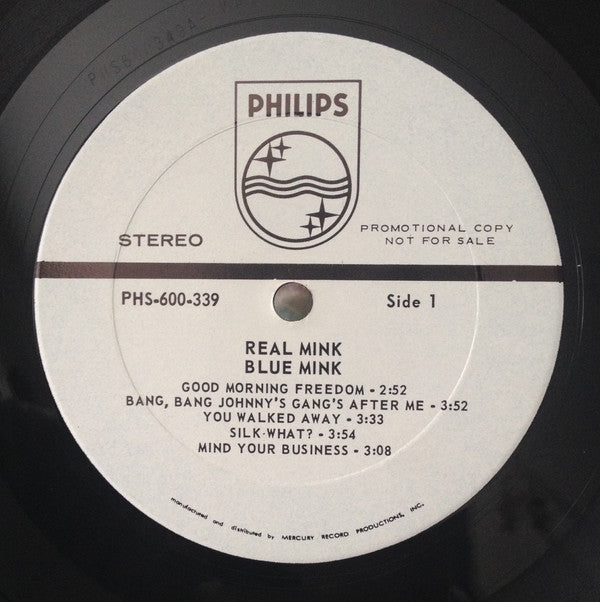 PHILIPS
STEREO
PROMOTIONAL COPY
NOT FOR SALE
PHS-600-339
Side 1
REAL MINK
BLUE MINK
GOOD MORNING FREEDOM - 2:52
BANG, BANG JOHNNY'S GANG'S AFTER ME - 3:52
YOU WALKED AWAY - 3:33
SILK-WHAT? - 3:54
MIND YOUR BUSINESS - 3:08
manufactured and distributed by MERCURY RECORD PRODUCTIONS, INC.